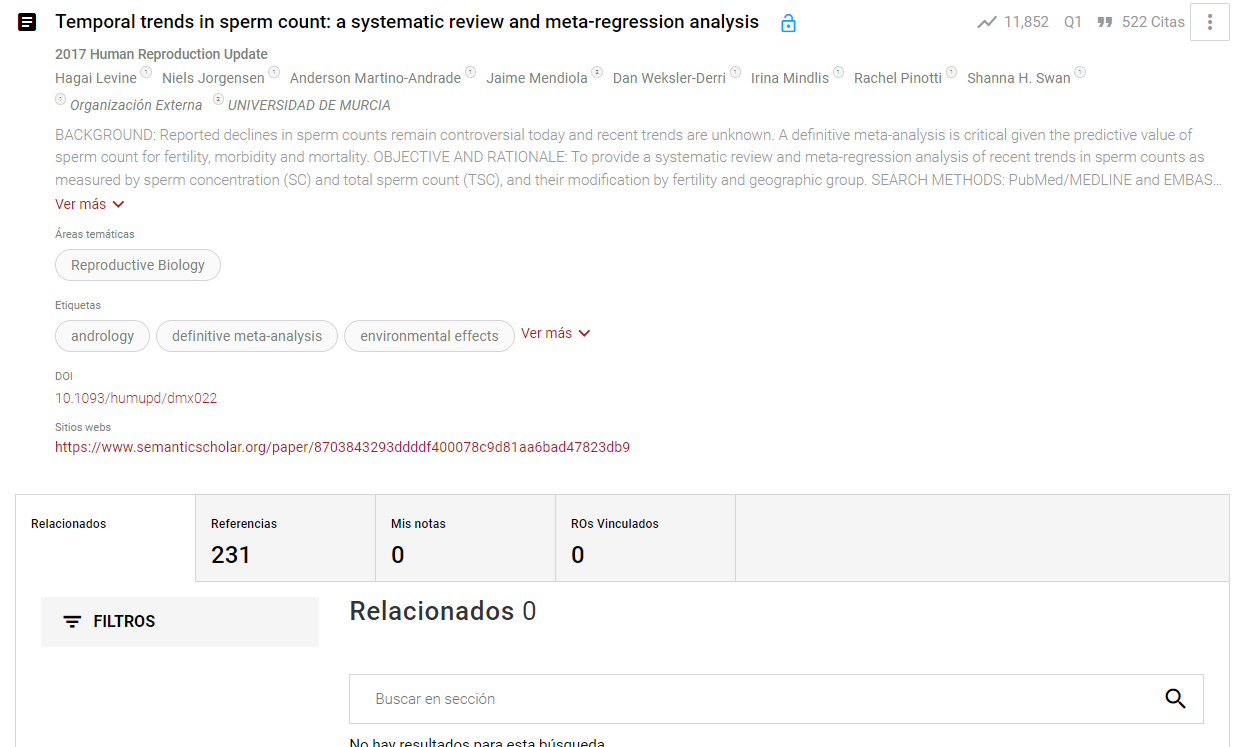 Temporal trends in sperm count: a systematic review and meta-regression analysis 11,852 Q1 522 Citas
2017 Human Reproduction Update
Hagai Levine 1 Niels Jorgensen 1 Anderson Martino-Andrade 1 Jaime Mendiola 2 Dan Weksler-Derri 1 Irina Mindlis 1 Rachel Pinotti 1 Shanna H. Swan 1
1 Organización Externa 2 UNIVERSIDAD DE MURCIA
BACKGROUND: Reported declines in sperm counts remain controversial today and recent trends are unknown. A definitive meta-analysis is critical given the predictive value of
sperm count for fertility, morbidity and mortality. OBJECTIVE AND RATIONALE: To provide a systematic review and meta-regression analysis of recent trends in sperm counts as
measured by sperm concentration (SC) and total sperm count (TSC), and their modification by fertility and geographic group. SEARCH METHODS: PubMed/MEDLINE and EMBAS...
Ver más
Áreas temáticas
Reproductive Biology
Etiquetas
andrology definitive meta-analysis environmental effects Ver más
DOI
10.1093/humupd/dmx022
Sitios webs
https://www.semanticscholar.org/paper/8703843293ddddf400078c9d81aa6bad47823db9
Relacionados Referencias Mis notas ROs Vinculados
231 0 0
FILTROS
Relacionados 0
Buscar en sección
No hay resultados para esta búsqueda